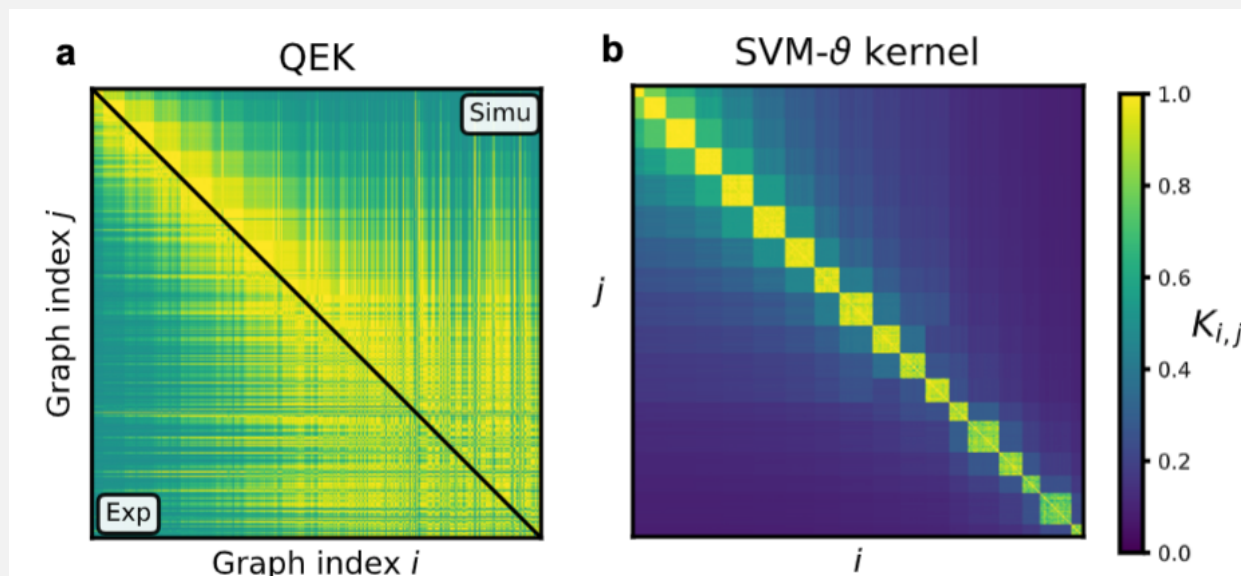 a
QEK
Simu
Exp
Graph index j
Graph index i
b
SVM-ϑ kernel
j
i
1.0
0.8
0.6
0.4
0.2
0.0
K_{i,j}